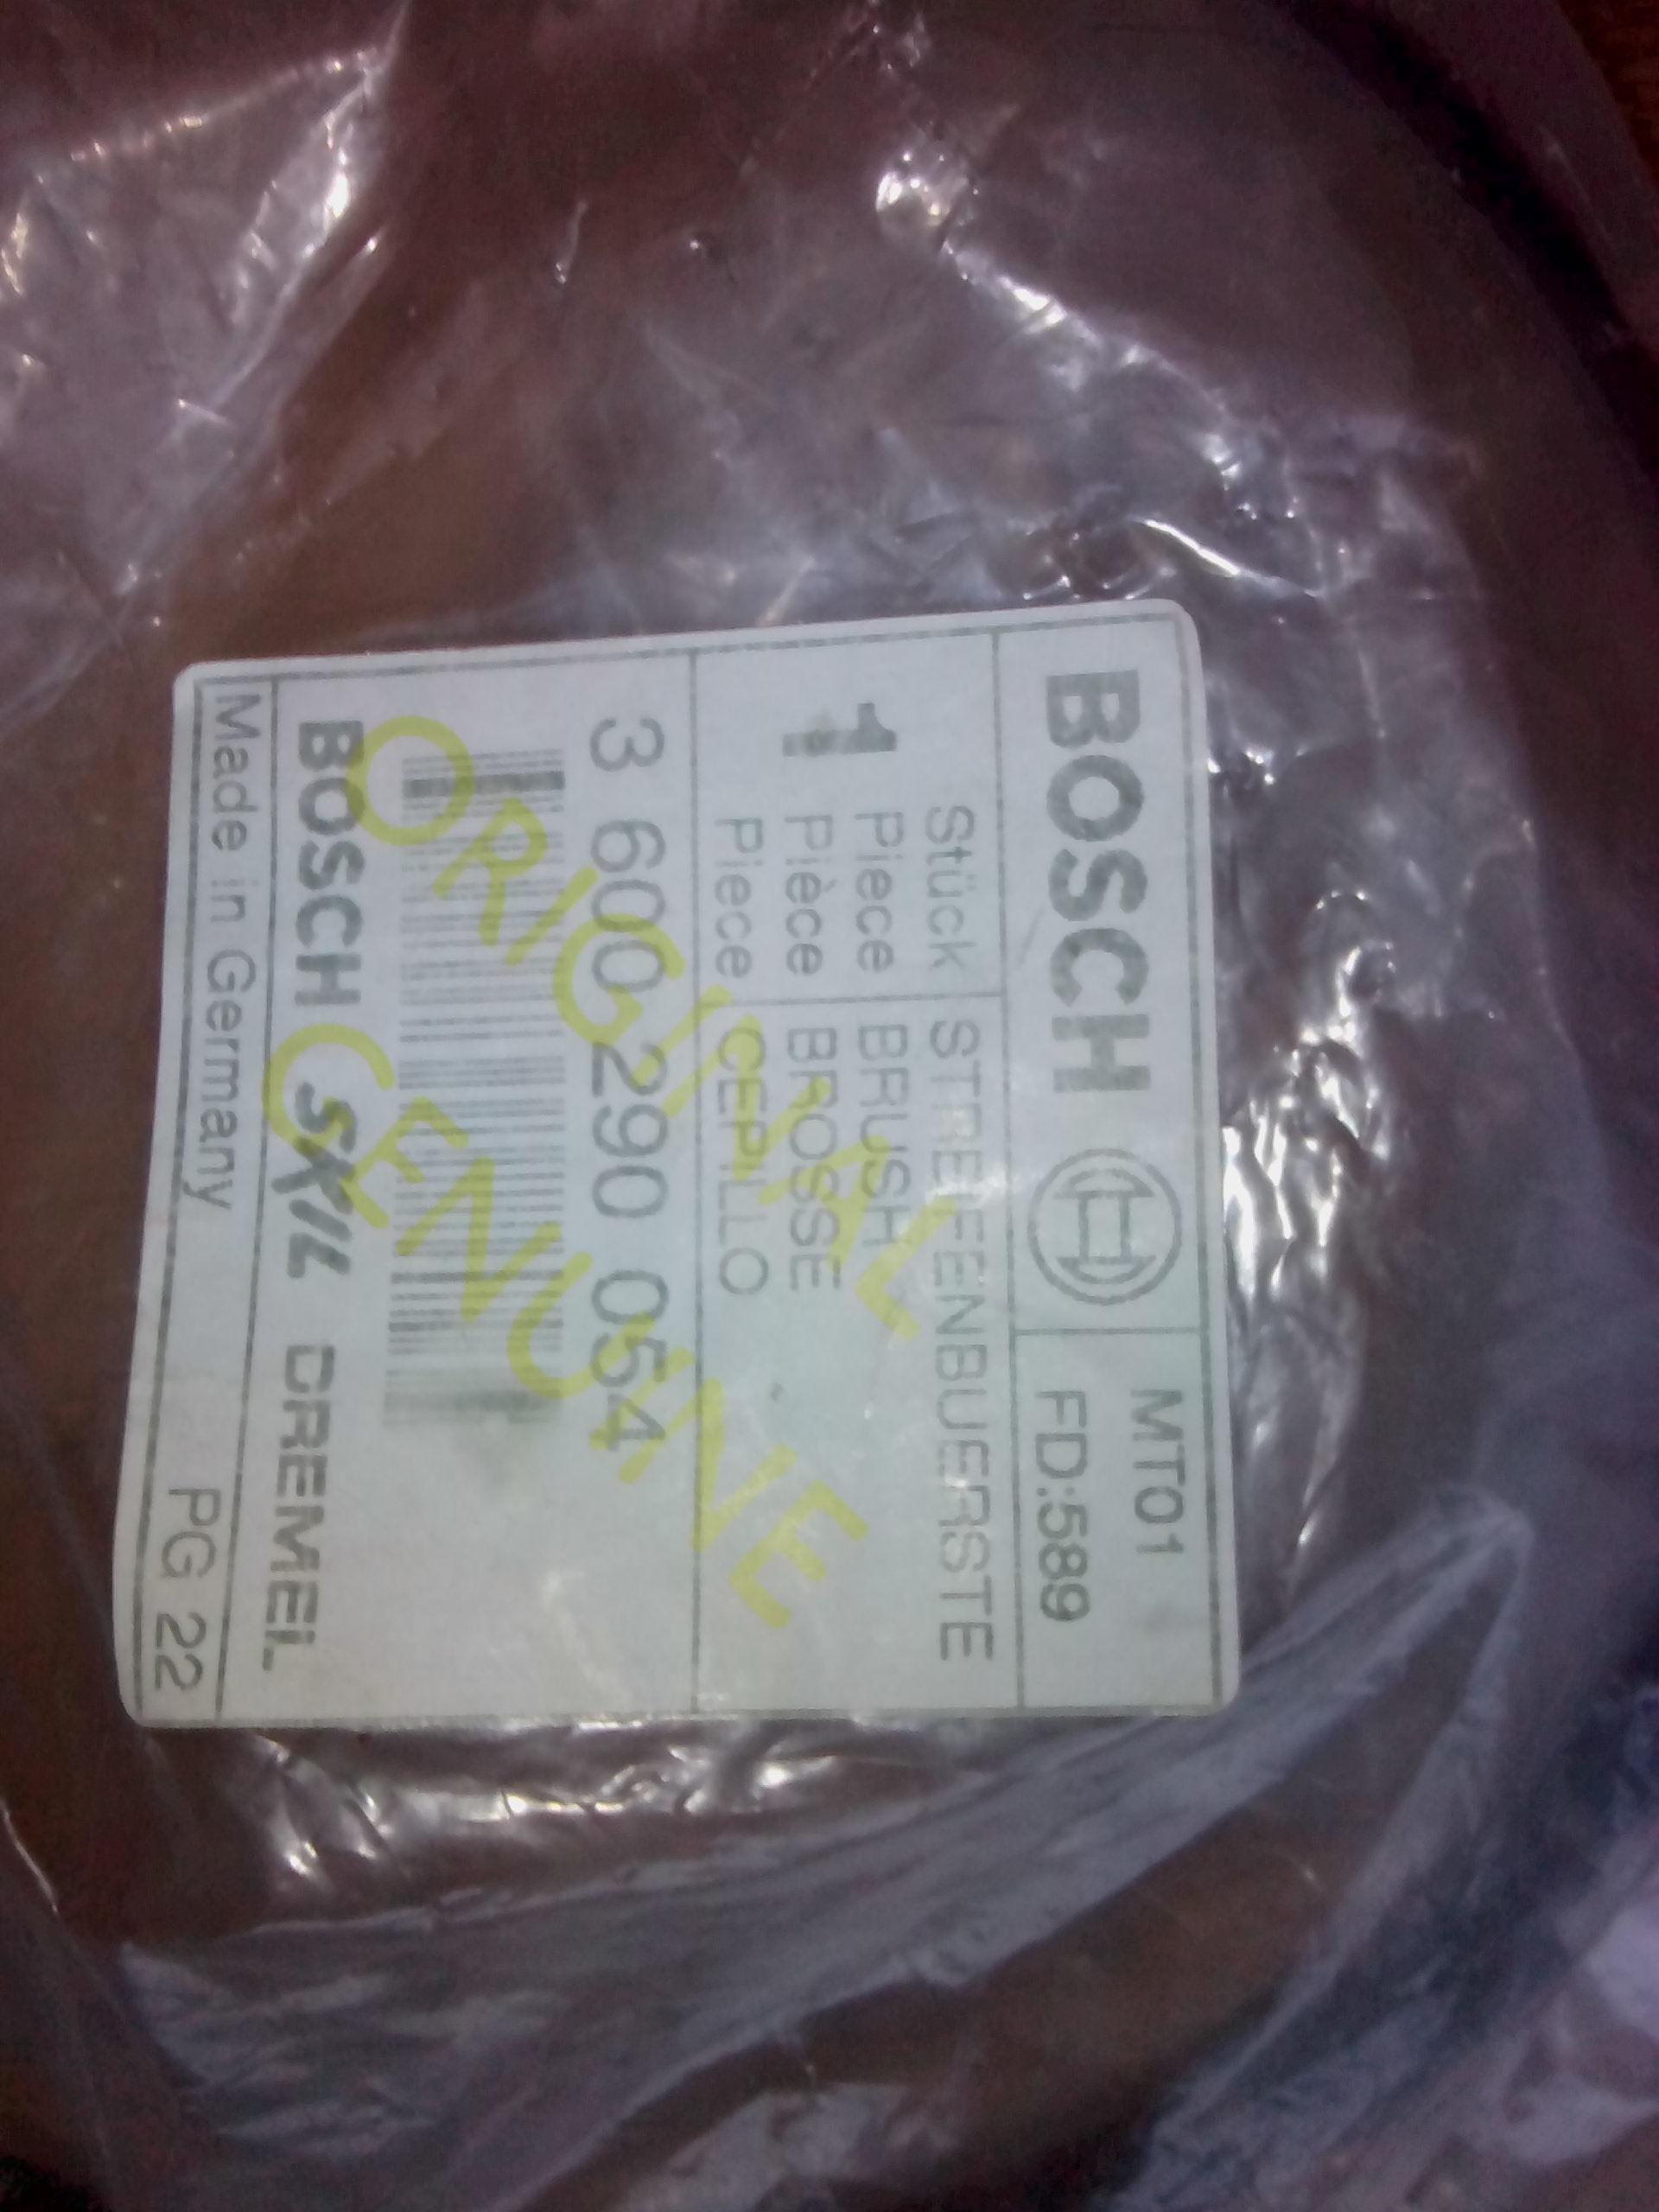 BOSCH
MT01
FD:589
1
Stück
Piece
Pièce
Piece
STREIFENBUERSTE
BRUSH
BROSSE
CEPILLO
3 600 290 054
ORIGINAL
GENUINE
BOSCH SKIL DREMEL
Made in Germany PG 22